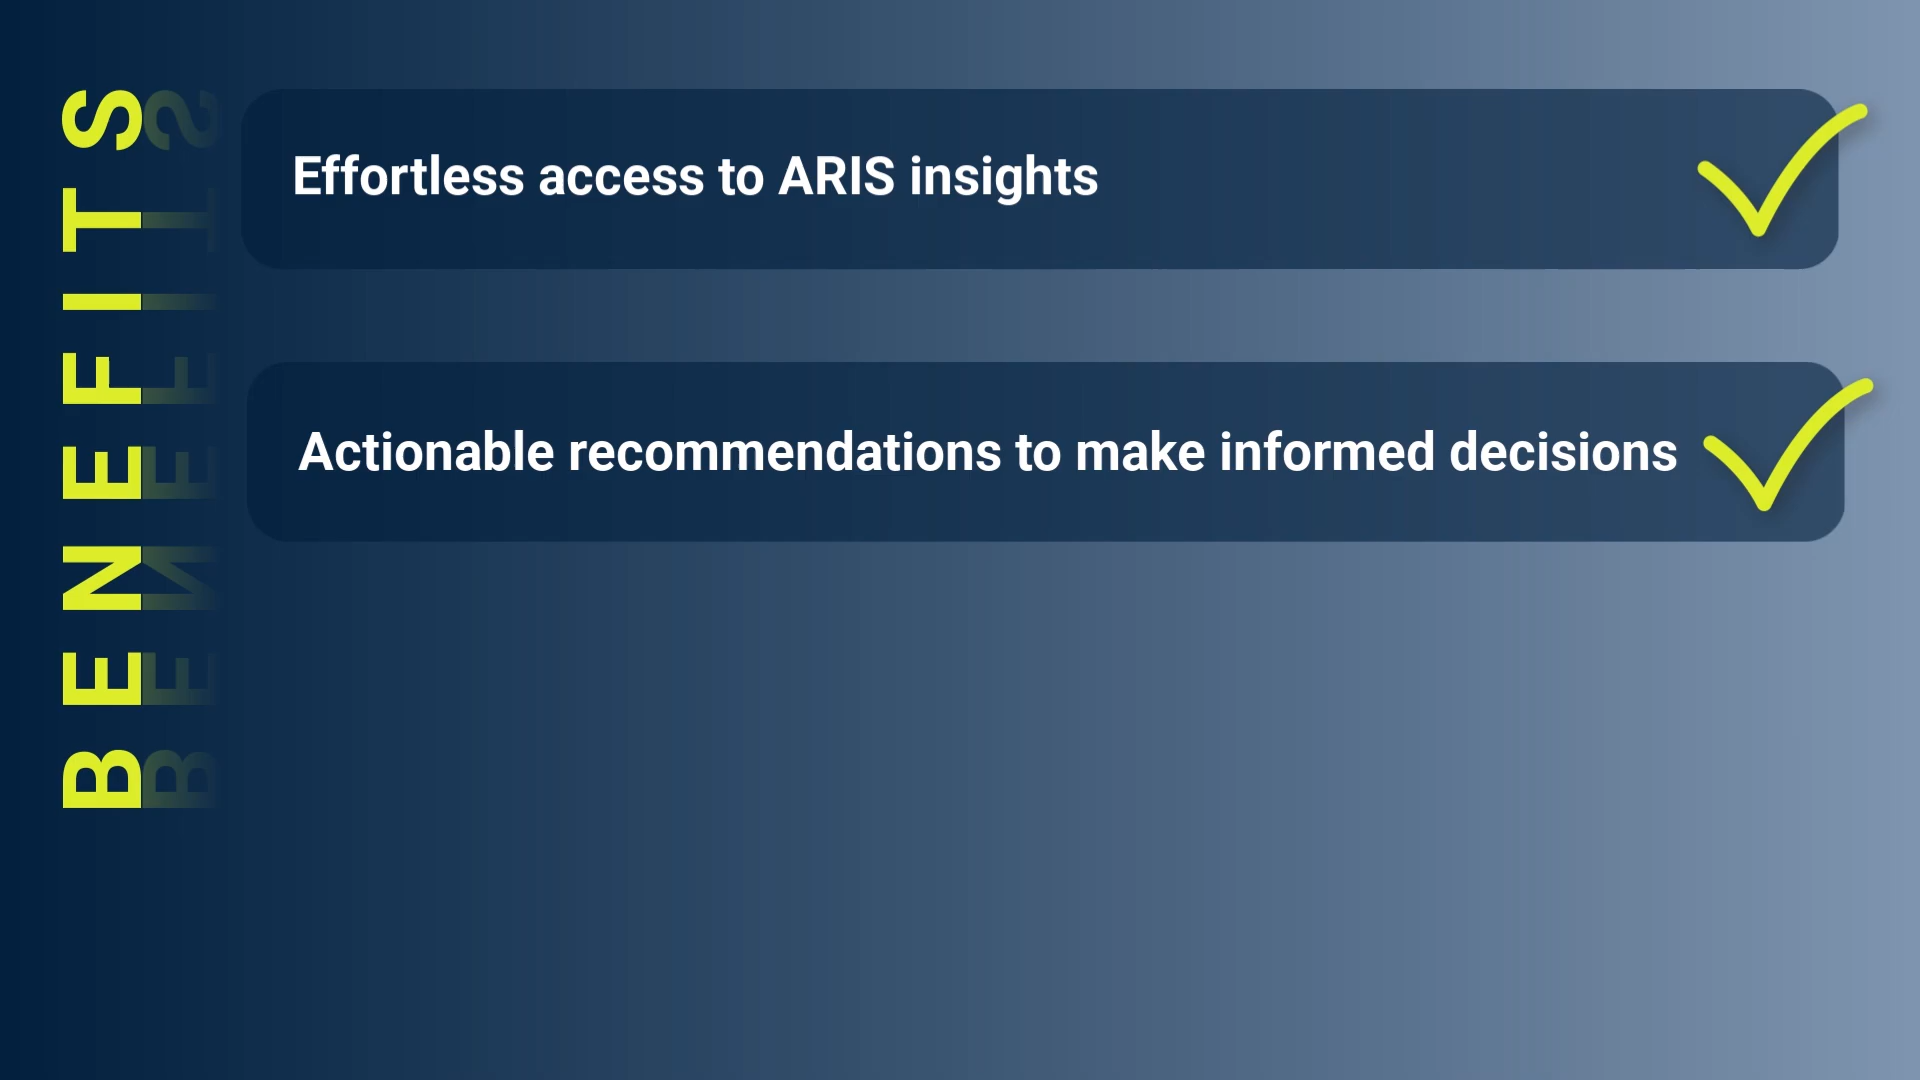 BENEFITS
Effortless access to ARIS insights
Actionable recommendations to make informed decisions